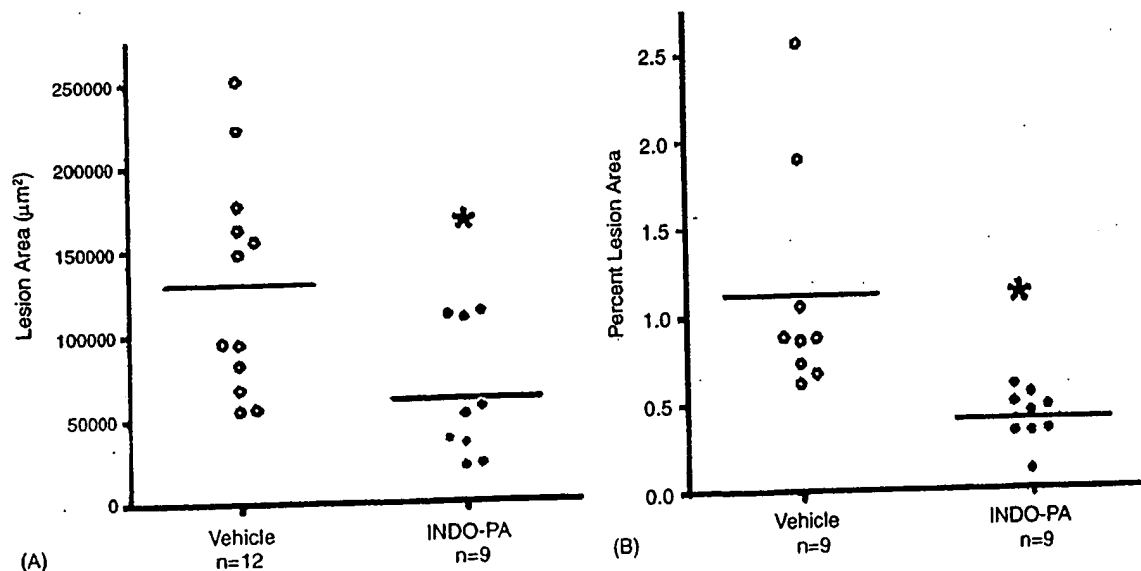 Lesion Area (μm²)
250000
200000
150000
100000
50000
0
*
Vehicle
n=12
INDO-PA
n=9
(A)
Percent Lesion Area
2.5
2.0
1.5
1.0
0.5
0.0
*
Vehicle
n=9
INDO-PA
n=9
(B)